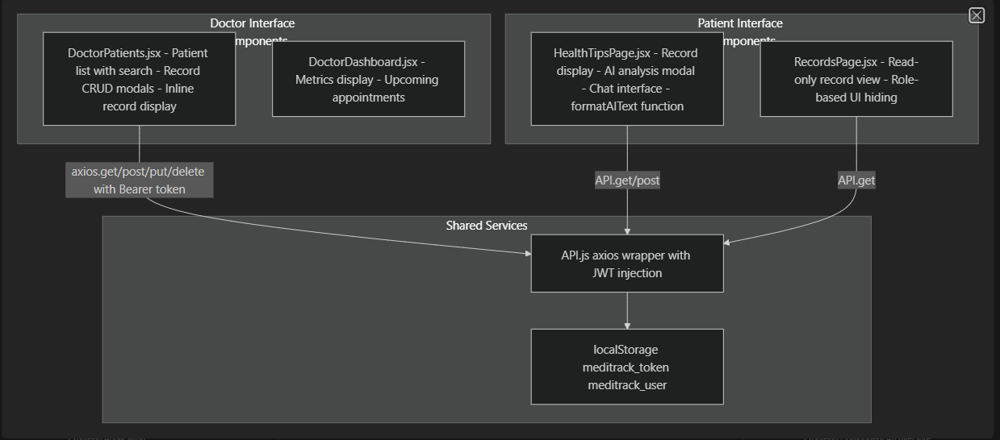 Doctor Interface
mponents
DoctorPatients.jsx - Patient
list with search - Record
CRUD modals - Inline
record display
DoctorDashboard.jsx -
Metrics display - Upcoming
appointments
Patient Interface
mponents
HealthTipsPage.jsx - Record
display - AI analysis modal
- Chat interface -
formatAIText function
RecordsPage.jsx - Read-
only record view - Role-
based UI hiding
axios.get/post/put/delete
with Bearer token
API.get/post
API.get
Shared Services
API.js axios wrapper with
JWT injection
localStorage
meditrack_token
meditrack_user